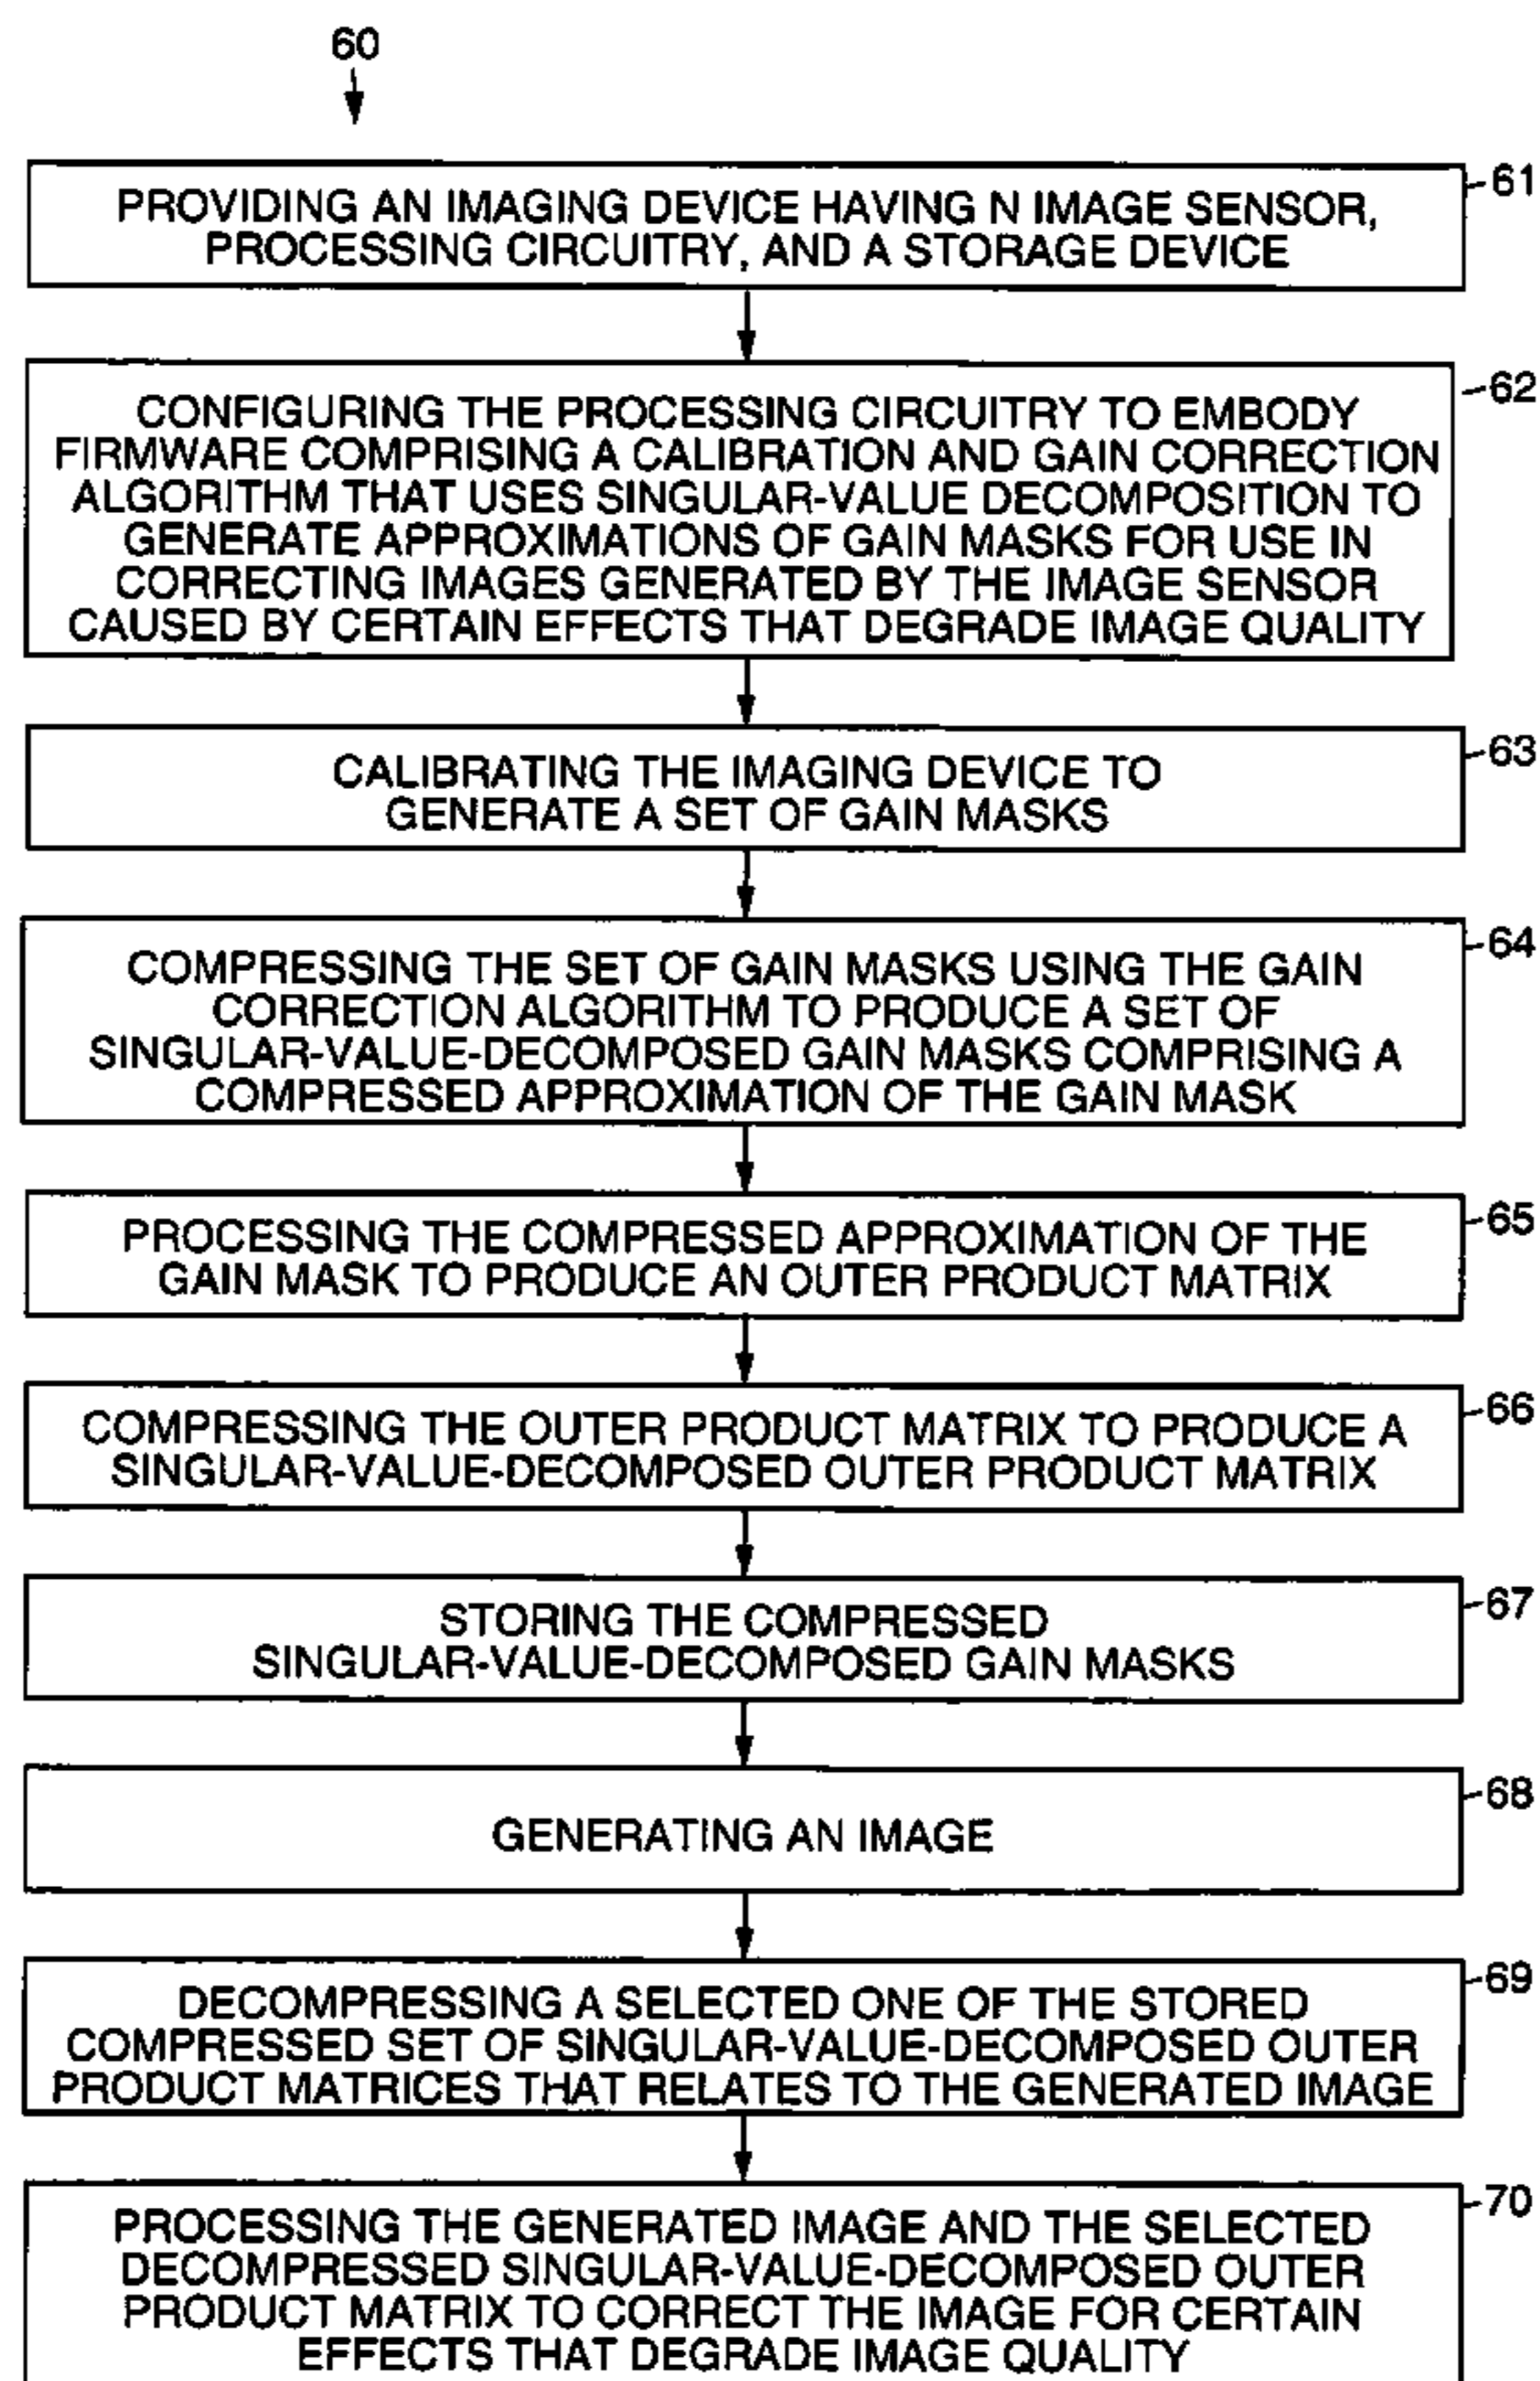 60
61
PROVIDING AN IMAGING DEVICE HAVING N IMAGE SENSOR,
PROCESSING CIRCUITRY, AND A STORAGE DEVICE
62
CONFIGURING THE PROCESSING CIRCUITRY TO EMBODY
FIRMWARE COMPRISING A CALIBRATION AND GAIN CORRECTION
ALGORITHM THAT USES SINGULAR-VALUE DECOMPOSITION TO
GENERATE APPROXIMATIONS OF GAIN MASKS FOR USE IN
CORRECTING IMAGES GENERATED BY THE IMAGE SENSOR
CAUSED BY CERTAIN EFFECTS THAT DEGRADE IMAGE QUALITY
63
CALIBRATING THE IMAGING DEVICE TO
GENERATE A SET OF GAIN MASKS
64
COMPRESSING THE SET OF GAIN MASKS USING THE GAIN
CORRECTION ALGORITHM TO PRODUCE A SET OF
SINGULAR-VALUE-DECOMPOSED GAIN MASKS COMPRISING A
COMPRESSED APPROXIMATION OF THE GAIN MASK
65
PROCESSING THE COMPRESSED APPROXIMATION OF THE
GAIN MASK TO PRODUCE AN OUTER PRODUCT MATRIX
66
COMPRESSING THE OUTER PRODUCT MATRIX TO PRODUCE A
SINGULAR-VALUE-DECOMPOSED OUTER PRODUCT MATRIX
67
STORING THE COMPRESSED
SINGULAR-VALUE-DECOMPOSED GAIN MASKS
68
GENERATING AN IMAGE
69
DECOMPRESSING A SELECTED ONE OF THE STORED
COMPRESSED SET OF SINGULAR-VALUE-DECOMPOSED OUTER
PRODUCT MATRICES THAT RELATES TO THE GENERATED IMAGE
70
PROCESSING THE GENERATED IMAGE AND THE SELECTED
DECOMPRESSED SINGULAR-VALUE-DECOMPOSED OUTER
PRODUCT MATRIX TO CORRECT THE IMAGE FOR CERTAIN
EFFECTS THAT DEGRADE IMAGE QUALITY